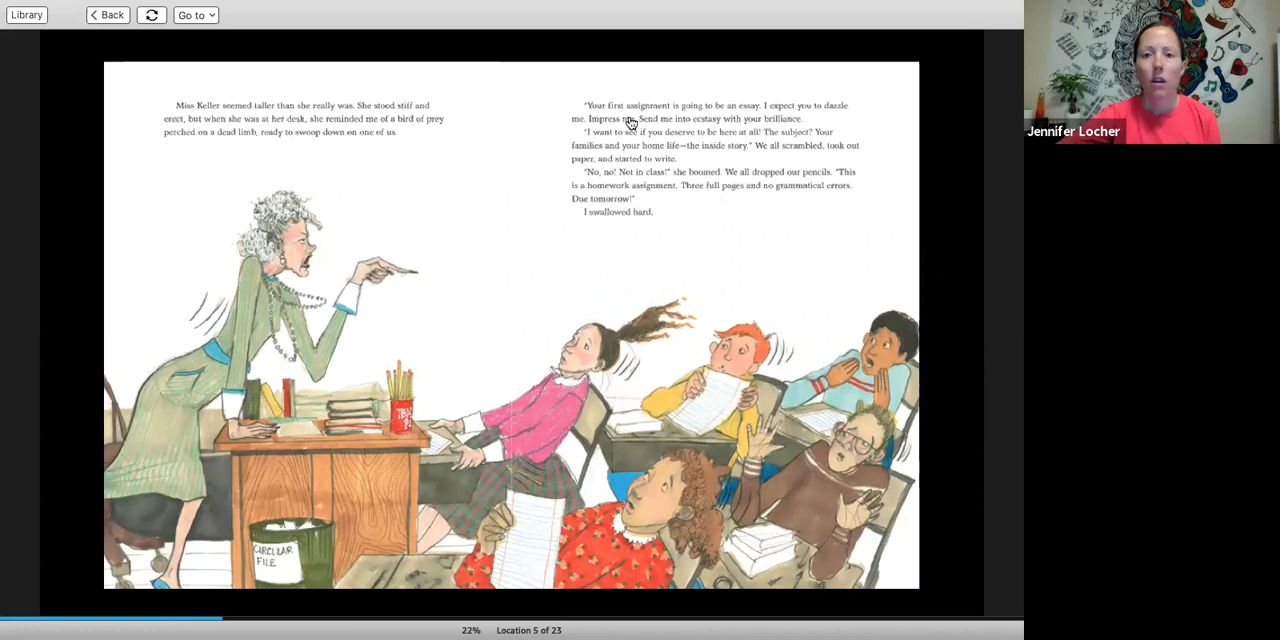 Library
Back
Go to
Jennifer Locher
Miss Keller seemed taller than she really was. She stood stiff and
erect, but when she was at her desk, she reminded me of a bird of prey
perched on a dead limb, ready to swoop down on one of us.
"Your first assignment is going to be an essay. I expect you to dazzle
me. Impress me. Send me into ecstasy with your brilliance.
"I want to see if you deserve to be here at all! The subject? Your
families and your home life—the inside story." We all scrambled, took out
paper, and started to write.
"No, no! Not in class!" she boomed. We all dropped our pencils. "This
is a homework assignment. Three full pages and no grammatical errors.
Due tomorrow!"
I swallowed hard.
CIRCULAR
FILE
22%
Location 5 of 23